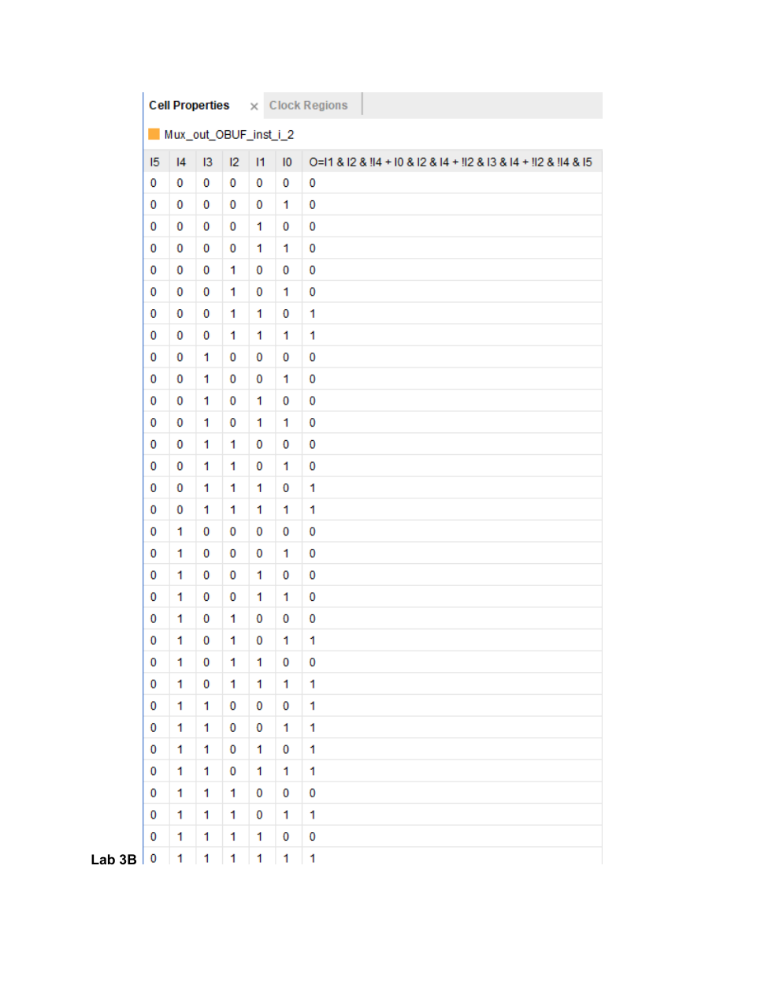 Cell Properties × Clock Regions
Mux_out_OBUF_inst_i_2
I5 I4 I3 I2 I1 I0 O=I1 & I2 & !I4 + I0 & I2 & I4 + !I2 & I3 & I4 + !I2 & !I4 & I5
0 0 0 0 0 0 0
0 0 0 0 0 1 0
0 0 0 0 1 0 0
0 0 0 0 1 1 0
0 0 0 1 0 0 0
0 0 0 1 0 1 0
0 0 0 1 1 0 1
0 0 0 1 1 1 1
0 0 1 0 0 0 0
0 0 1 0 0 1 0
0 0 1 0 1 0 0
0 0 1 0 1 1 0
0 0 1 1 0 0 0
0 0 1 1 0 1 0
0 0 1 1 1 0 1
0 0 1 1 1 1 1
0 1 0 0 0 0 0
0 1 0 0 0 1 0
0 1 0 0 1 0 0
0 1 0 0 1 1 0
0 1 0 1 0 0 0
0 1 0 1 0 1 1
0 1 0 1 1 0 0
0 1 0 1 1 1 1
0 1 1 0 0 0 1
0 1 1 0 0 1 1
0 1 1 0 1 0 1
0 1 1 0 1 1 1
0 1 1 1 0 0 0
0 1 1 1 0 1 1
0 1 1 1 1 0 0
Lab 3B 0 1 1 1 1 1 1